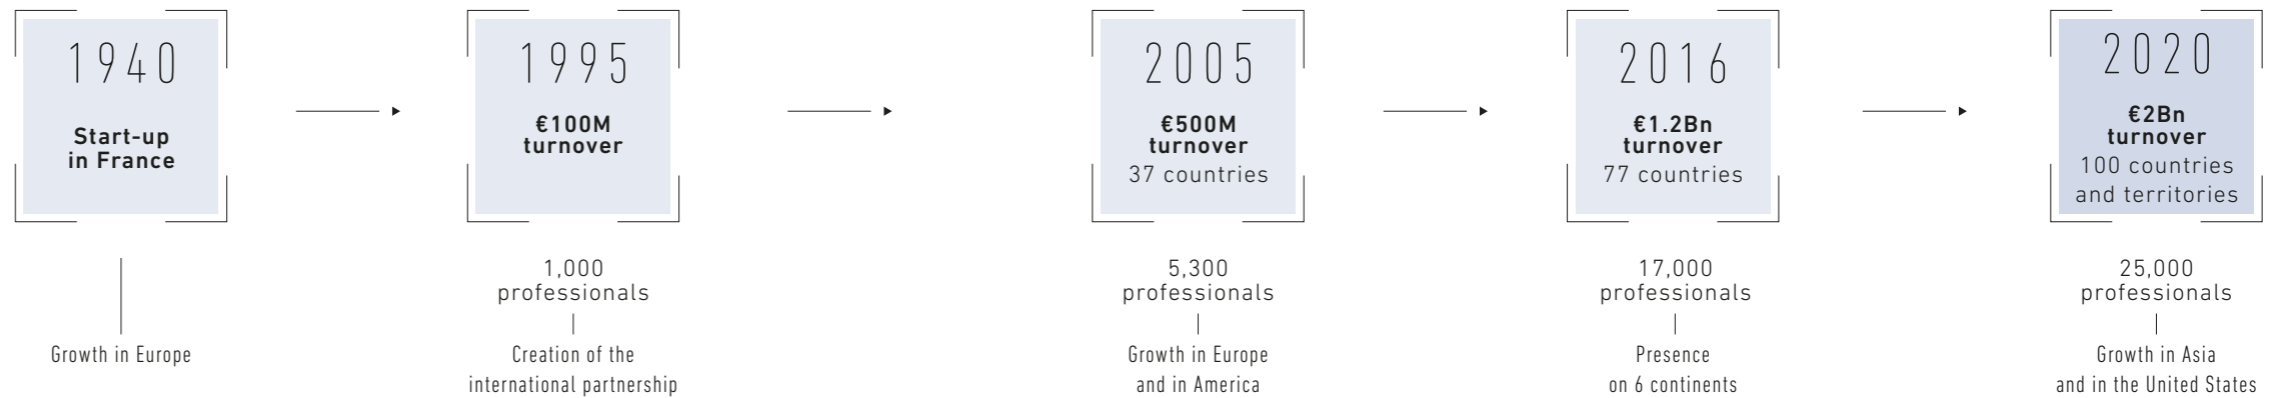 1940
Start-up
in France
Growth in Europe
1995
€100M
turnover
1,000
professionals
Creation of the
international partnership
2005
€500M
turnover
37 countries
5,300
professionals
Growth in Europe
and in America
2016
€1.2Bn
turnover
77 countries
17,000
professionals
Presence
on 6 continents
2020
€2Bn
turnover
100 countries
and territories
25,000
professionals
Growth in Asia
and in the United States